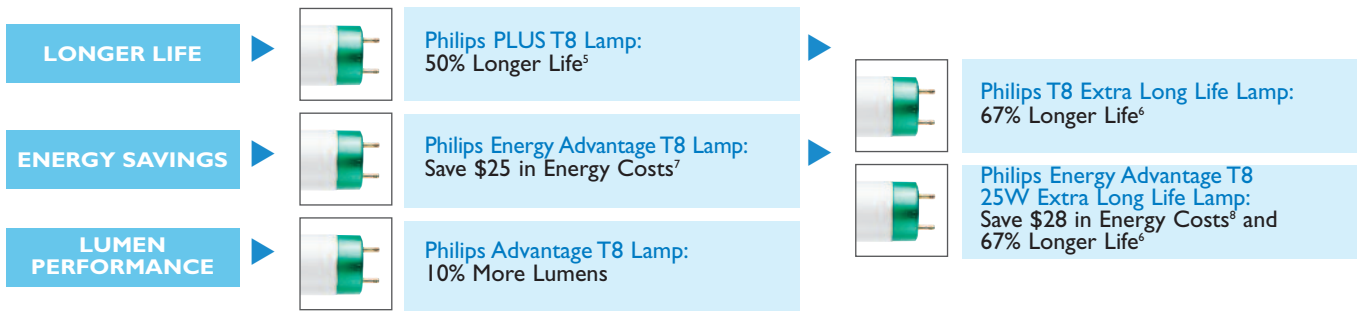 LONGER LIFE
Philips PLUS T8 Lamp:
50% Longer Life⁵
ENERGY SAVINGS
Philips Energy Advantage T8 Lamp:
Save $25 in Energy Costs⁷
LUMEN
PERFORMANCE
Philips Advantage T8 Lamp:
10% More Lumens
Philips T8 Extra Long Life Lamp:
67% Longer Life⁶
Philips Energy Advantage T8
25W Extra Long Life Lamp:
Save $28 in Energy Costs⁸ and
67% Longer Life⁶